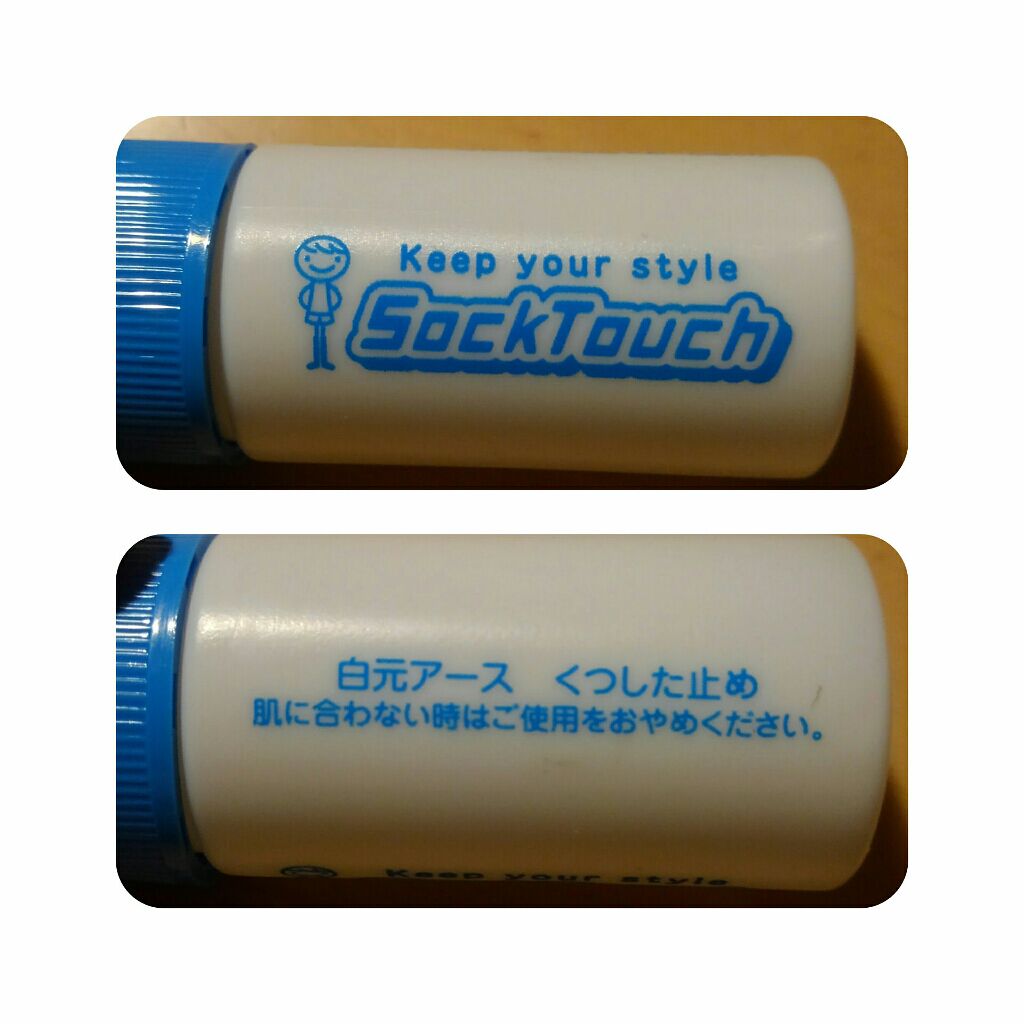 Keep your style
SockTouch
白元アース　くつした止め
肌に合わない時はご使用をおやめください。
Keep your style